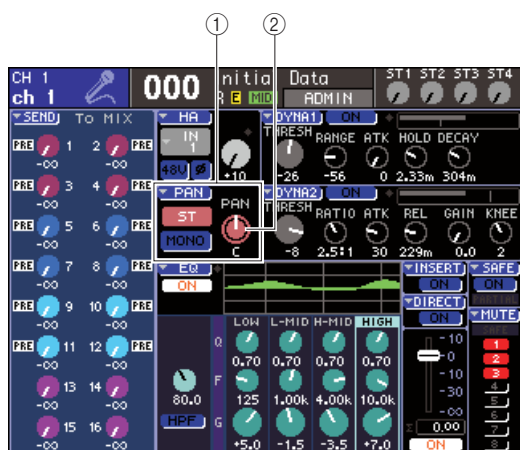 ① ②
CH 1
ch 1
000
Initia Data
R E MID ADMIN
ST1 ST2 ST3 ST4
SEND To MIX
PRE 1 2 PRE
-∞ -∞
PRE 3 4 PRE
-∞ -∞
PRE 5 6 PRE
-∞ -∞
PRE 7 8 PRE
-∞ -∞
PRE 9 10 PRE
-∞ -∞
PRE 11 12 PRE
-∞ -∞
13 14
-∞ -∞
15 16
-∞ -∞
HA
IN
1
48V Ø
+10
PAN
ST
MONO
PAN
C
DYNA1 ON
THRESH RANGE ATK HOLD DECAY
-26 -56 0 2.33m 304m
DYNA2 ON
THRESH RATIO ATK REL GAIN KNEE
-8 2.5:1 30 229m 0.0 2
EQ
ON
LOW L-MID H-MID HIGH
Q 0.70 0.70 0.70 0.70
80.0
F 125 1.00k 4.00k 10.0k
HPF
G +5.0 -1.5 -3.5 +7.0
INSERT
ON
DIRECT
ON
-10
-0
-10
-30
-∞
Σ 0.00
ON
SAFE
ON
PARTIAL
MUTE
SAFE
1
2
3
4
5
6
7
8